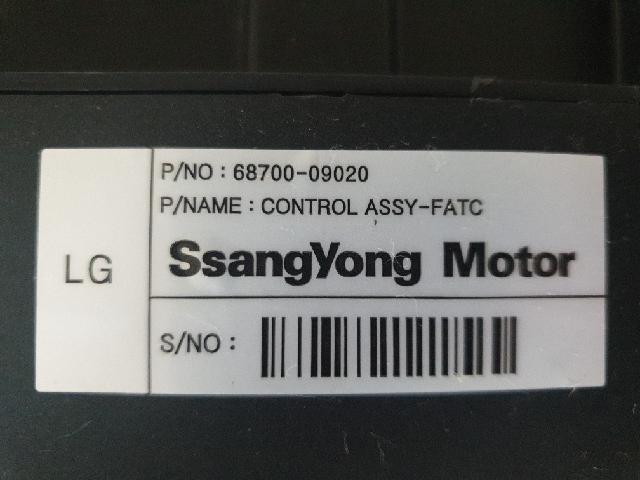 LG
P/NO : 68700-09020
P/NAME : CONTROL ASSY-FATC
SsangYong Motor
S/NO :